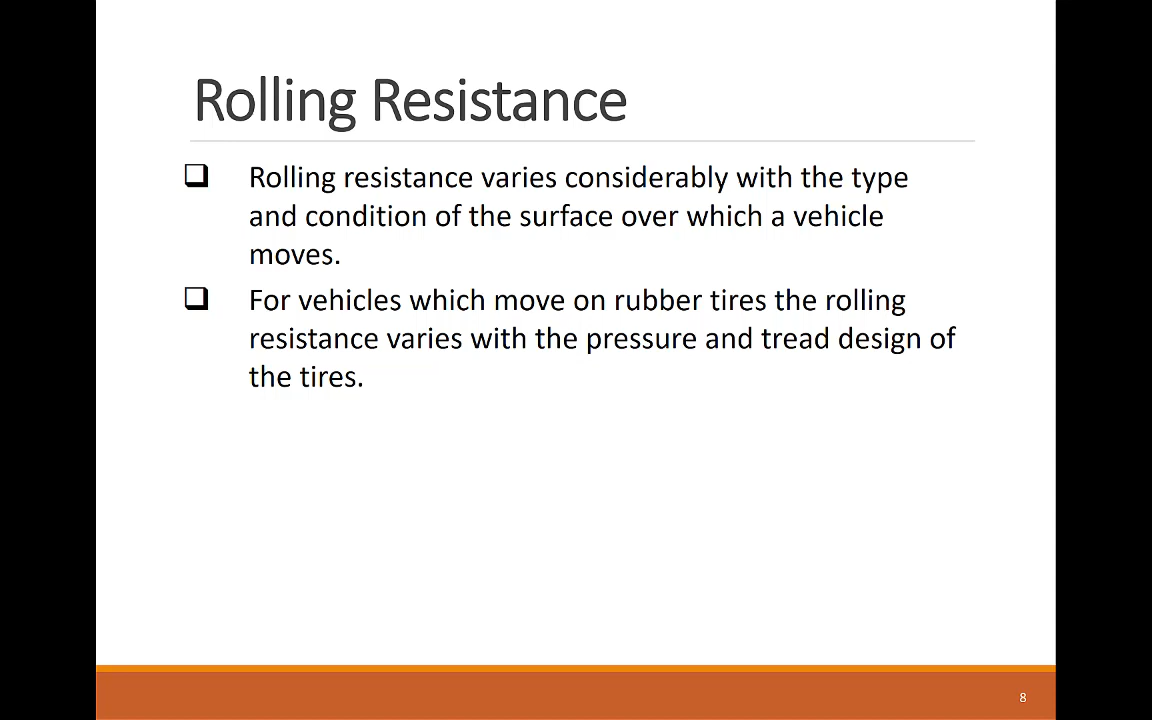 Rolling Resistance
Rolling resistance varies considerably with the type
and condition of the surface over which a vehicle
moves.
For vehicles which move on rubber tires the rolling
resistance varies with the pressure and tread design of
the tires.
8